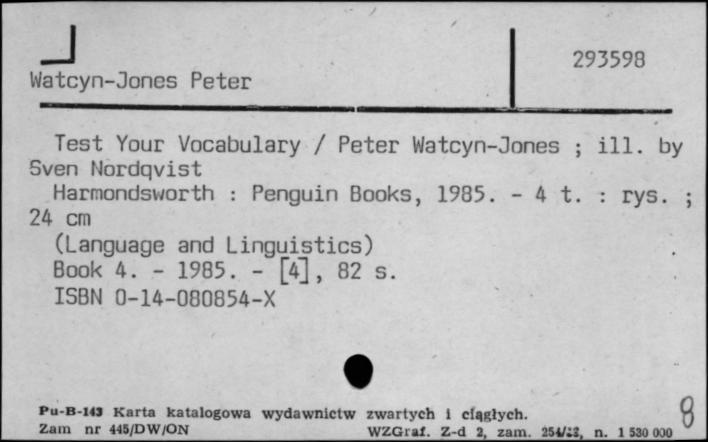 293598
Watcyn-Jones Peter
Test Your Vocabulary / Peter Watcyn-Jones ; ill. by
Sven Nordqvist
Harmondsworth : Penguin Books, 1985. - 4 t. : rys. ;
24 cm
(Language and Linguistics)
Book 4. - 1985. - [4], 82 s.
ISBN 0-14-080854-X
Pu-B-143 Karta katalogowa wydawnictw zwartych i ciągłych.
Zam nr 445/DW/ON WZGraf. Z-d 2, zam. n. 1 530 000
8